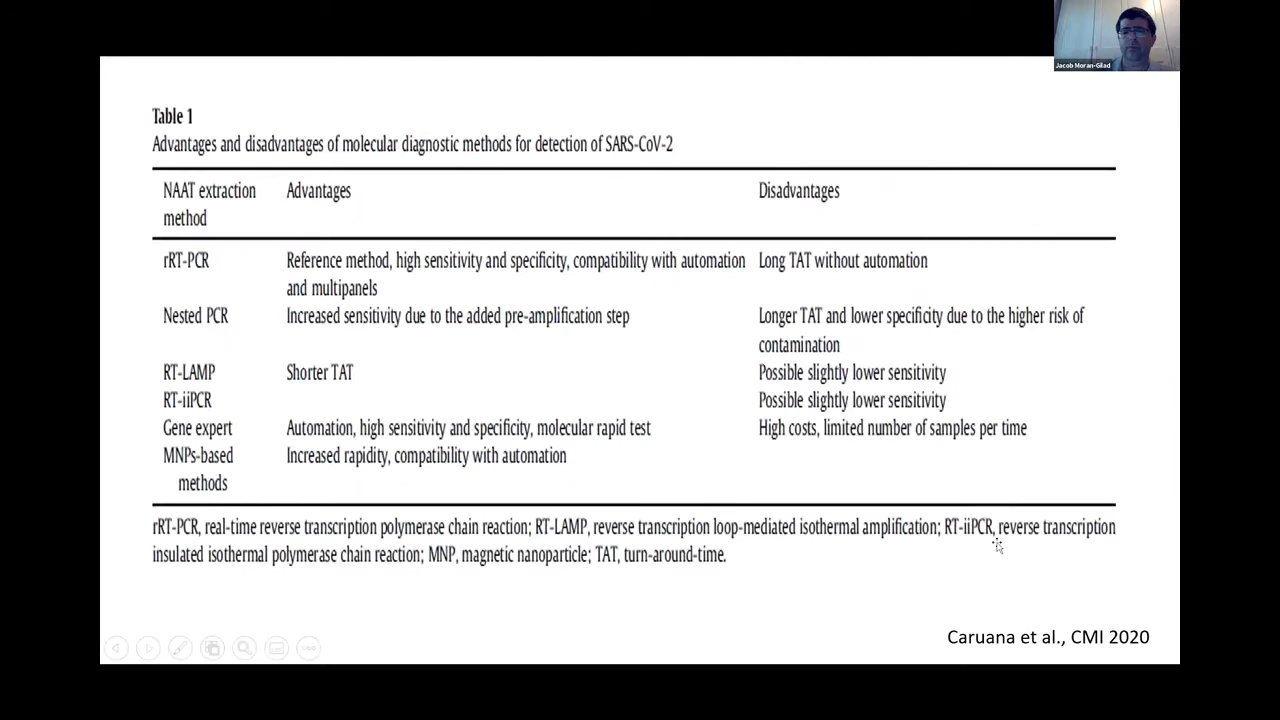 Jacob Moran-Gilad
Table 1
Advantages and disadvantages of molecular diagnostic methods for detection of SARS-CoV-2
NAAT extraction method	Advantages	Disadvantages
rRT-PCR	Reference method, high sensitivity and specificity, compatibility with automation and multipanels	Long TAT without automation
Nested PCR	Increased sensitivity due to the added pre-amplification step	Longer TAT and lower specificity due to the higher risk of contamination
RT-LAMP	Shorter TAT	Possible slightly lower sensitivity
RT-iiPCR	Possible slightly lower sensitivity
Gene expert	Automation, high sensitivity and specificity, molecular rapid test	High costs, limited number of samples per time
MNPs-based methods	Increased rapidity, compatibility with automation
rRT-PCR, real-time reverse transcription polymerase chain reaction; RT-LAMP, reverse transcription loop-mediated isothermal amplification; RT-iiPCR, reverse transcription
insulated isothermal polymerase chain reaction; MNP, magnetic nanoparticle; TAT, turn-around-time.
Caruana et al., CMI 2020